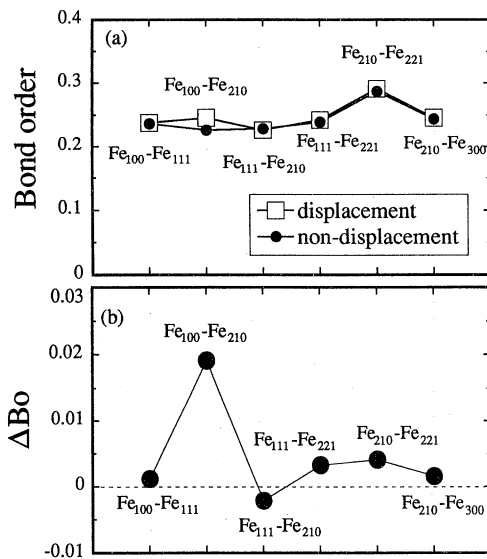 0.4
(a)
Fe210-Fe221
Fe100-Fe210
0.3
Bond order
0.2
Fe100-Fe111
Fe111-Fe210
Fe111-Fe221
Fe210-Fe300
displacement
non-displacement
0.1
0
0.03
(b)
Fe100-Fe210
0.02
ΔBo
0.01
Fe111-Fe221
Fe210-Fe221
0
Fe100-Fe111
Fe111-Fe210
Fe210-Fe300
-0.01